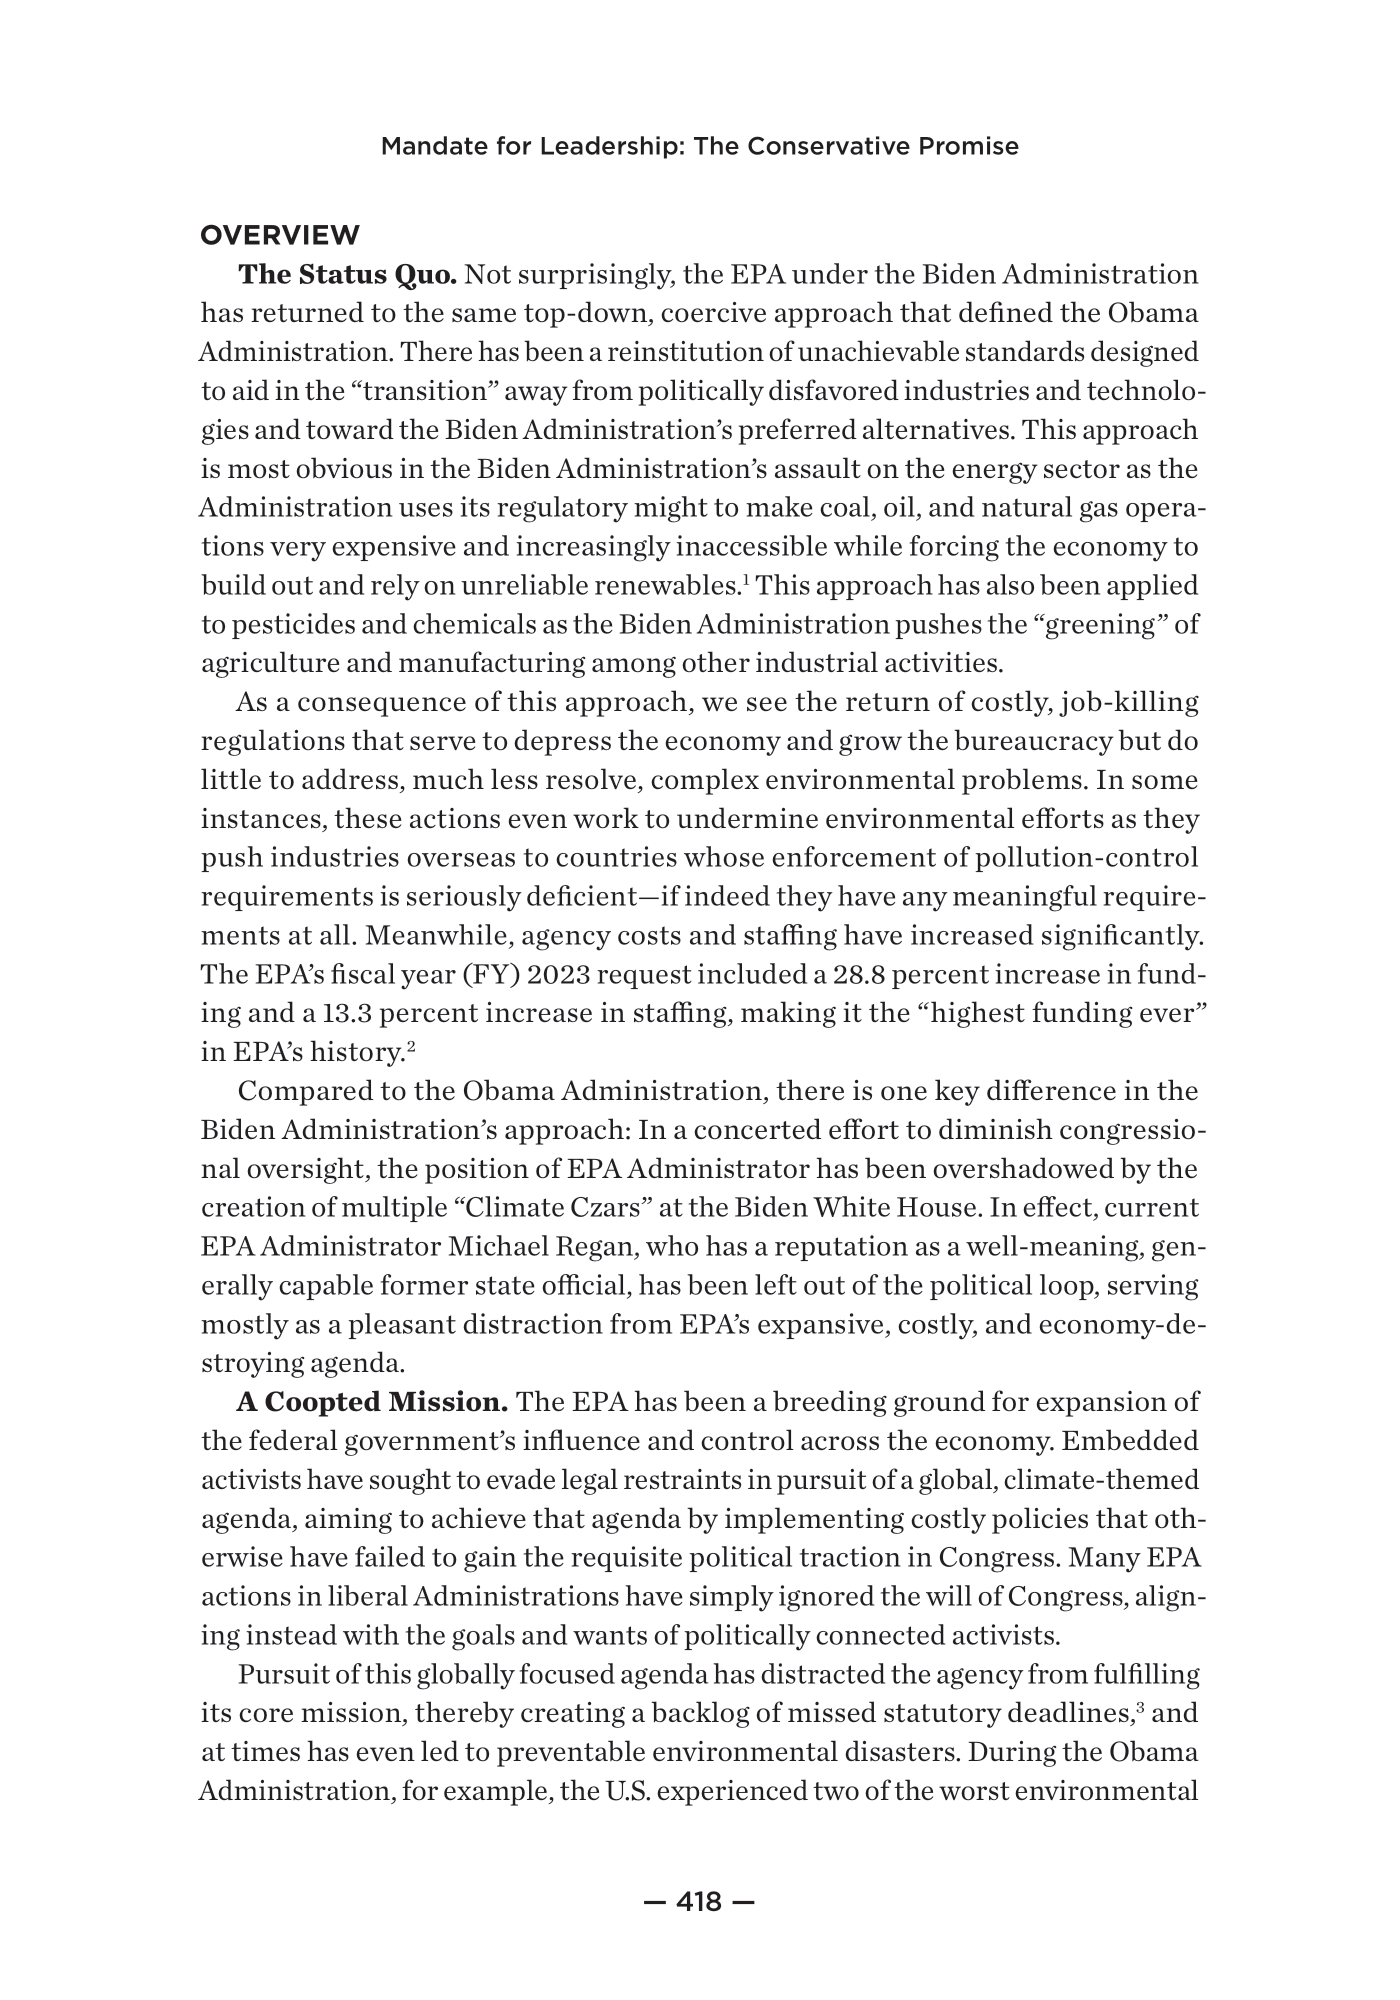 Mandate for Leadership: The Conservative Promise
OVERVIEW
The Status Quo. Not surprisingly, the EPA under the Biden Administration
has returned to the same top-down, coercive approach that defined the Obama
Administration. There has been a reinstitution of unachievable standards designed
to aid in the “transition” away from politically disfavored industries and technolo-
gies and toward the Biden Administration’s preferred alternatives. This approach
is most obvious in the Biden Administration’s assault on the energy sector as the
Administration uses its regulatory might to make coal, oil, and natural gas opera-
tions very expensive and increasingly inaccessible while forcing the economy to
build out and rely on unreliable renewables.¹ This approach has also been applied
to pesticides and chemicals as the Biden Administration pushes the “greening” of
agriculture and manufacturing among other industrial activities.
As a consequence of this approach, we see the return of costly, job-killing
regulations that serve to depress the economy and grow the bureaucracy but do
little to address, much less resolve, complex environmental problems. In some
instances, these actions even work to undermine environmental efforts as they
push industries overseas to countries whose enforcement of pollution-control
requirements is seriously deficient—if indeed they have any meaningful require-
ments at all. Meanwhile, agency costs and staffing have increased significantly.
The EPA’s fiscal year (FY) 2023 request included a 28.8 percent increase in fund-
ing and a 13.3 percent increase in staffing, making it the “highest funding ever”
in EPA’s history.²
Compared to the Obama Administration, there is one key difference in the
Biden Administration’s approach: In a concerted effort to diminish congressio-
nal oversight, the position of EPA Administrator has been overshadowed by the
creation of multiple “Climate Czars” at the Biden White House. In effect, current
EPA Administrator Michael Regan, who has a reputation as a well-meaning, gen-
erally capable former state official, has been left out of the political loop, serving
mostly as a pleasant distraction from EPA’s expansive, costly, and economy-de-
stroying agenda.
A Coopted Mission. The EPA has been a breeding ground for expansion of
the federal government’s influence and control across the economy. Embedded
activists have sought to evade legal restraints in pursuit of a global, climate-themed
agenda, aiming to achieve that agenda by implementing costly policies that oth-
erwise have failed to gain the requisite political traction in Congress. Many EPA
actions in liberal Administrations have simply ignored the will of Congress, align-
ing instead with the goals and wants of politically connected activists.
Pursuit of this globally focused agenda has distracted the agency from fulfilling
its core mission, thereby creating a backlog of missed statutory deadlines,³ and
at times has even led to preventable environmental disasters. During the Obama
Administration, for example, the U.S. experienced two of the worst environmental
— 418 —